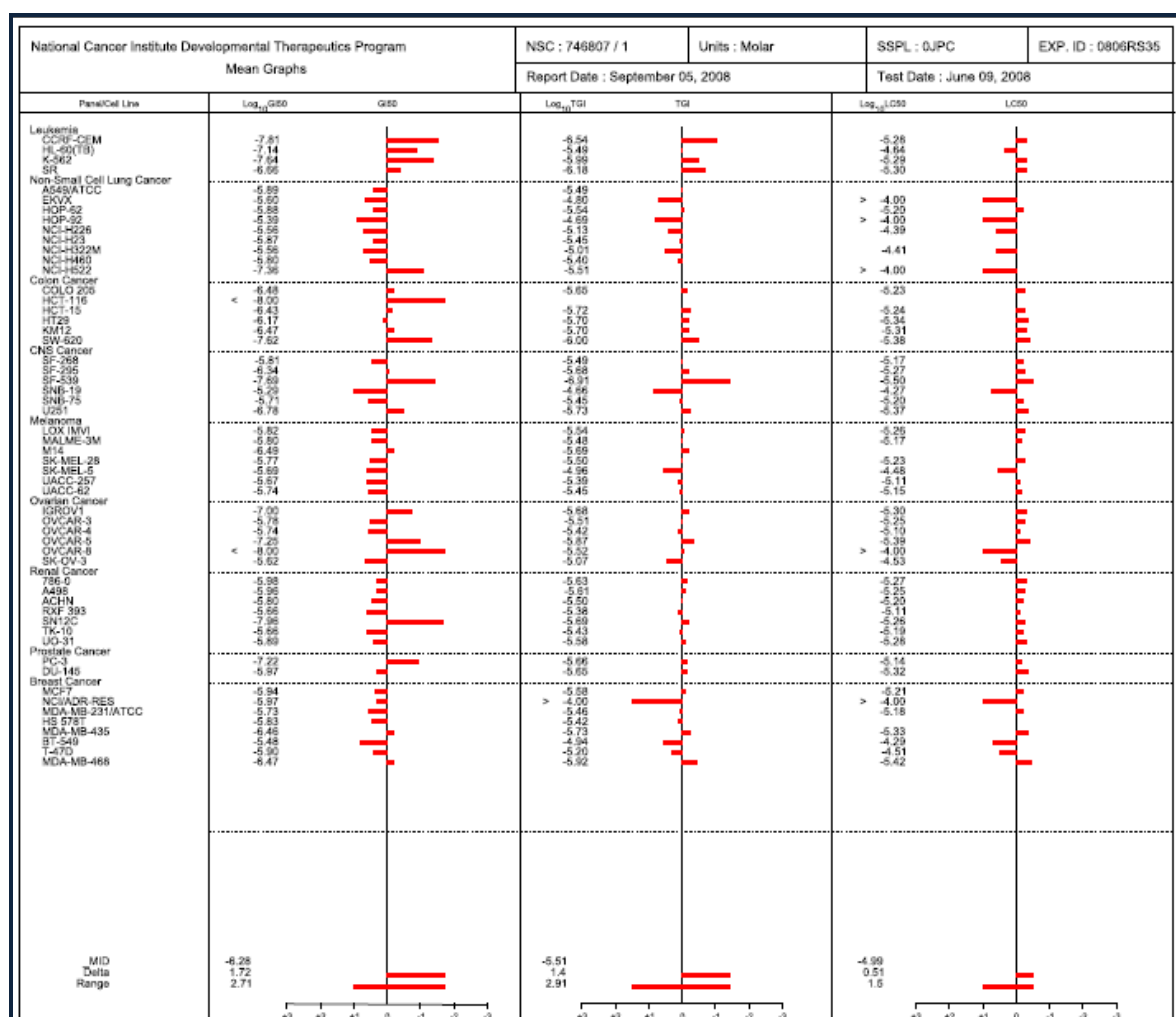 National Cancer Institute Developmental Therapeutics Program
Mean Graphs
NSC : 746807 / 1
Units : Molar
SSPL : 0JPC
EXP. ID : 0806RS35
Report Date : September 05, 2008
Test Date : June 09, 2008
Panel/Cell Line Log10GI50 GI50 Log10TGI TGI Log10LC50 LC50
Leukemia
CCRF-CEM -7.81 -6.54 -5.28
HL-60(TB) -7.14 -5.49 -4.64
K-562 -7.64 -5.99 -5.29
SR -6.66 -6.18 -5.30
Non-Small Cell Lung Cancer
A549/ATCC -5.89 -5.49
EKVX -5.60 -4.80 > -4.00
HOP-62 -5.88 -5.54 -5.20
HOP-92 -5.39 -4.69 > -4.00
NCI-H226 -5.56 -5.13 -4.39
NCI-H23 -5.87 -5.45
NCI-H322M -5.56 -5.01 -4.41
NCI-H460 -5.80 -5.40
NCI-H522 -7.36 -5.51 > -4.00
Colon Cancer
COLO 205 -6.48 -5.65 -5.23
HCT-116 < -8.00
HCT-15 -6.43 -5.72 -5.24
HT29 -6.17 -5.70 -5.34
KM12 -6.47 -5.70 -5.31
SW-620 -7.62 -6.00 -5.38
CNS Cancer
SF-268 -5.81 -5.49 -5.17
SF-295 -6.34 -5.68 -5.27
SF-539 -7.69 -6.91 -5.50
SNB-19 -5.29 -4.66 -4.27
SNB-75 -5.71 -5.45 -5.20
U251 -6.78 -5.73 -5.37
Melanoma
LOX IMVI -5.82 -5.54 -5.26
MALME-3M -5.80 -5.48 -5.17
M14 -6.49 -5.69
SK-MEL-28 -5.77 -5.50 -5.23
SK-MEL-5 -5.69 -4.96 -4.48
UACC-257 -5.67 -5.39 -5.11
UACC-62 -5.74 -5.45 -5.15
Ovarian Cancer
IGROV1 -7.00 -5.68 -5.30
OVCAR-3 -5.78 -5.51 -5.25
OVCAR-4 -5.74 -5.42 -5.10
OVCAR-5 -7.25 -5.87 -5.39
OVCAR-8 < -8.00 -5.52 > -4.00
SK-OV-3 -5.62 -5.07 -4.53
Renal Cancer
786-0 -5.98 -5.63 -5.27
A498 -5.96 -5.61 -5.25
ACHN -5.80 -5.50 -5.20
RXF 393 -5.66 -5.38 -5.11
SN12C -7.96 -5.69 -5.26
TK-10 -5.66 -5.43 -5.19
UO-31 -5.89 -5.58 -5.28
Prostate Cancer
PC-3 -7.22 -5.66 -5.14
DU-145 -5.97 -5.65 -5.32
Breast Cancer
MCF7 -5.94 -5.58 -5.21
NCI/ADR-RES -5.97 > -4.00 > -4.00
MDA-MB-231/ATCC -5.73 -5.46 -5.18
HS 578T -5.83 -5.42
MDA-MB-435 -6.46 -5.73 -5.33
BT-549 -5.48 -4.94 -4.29
T-47D -5.90 -5.20 -4.51
MDA-MB-468 -6.47 -5.92 -5.42
MID -6.28 -5.51 -4.99
Delta 1.72 1.4 0.51
Range 2.71 2.91 1.5